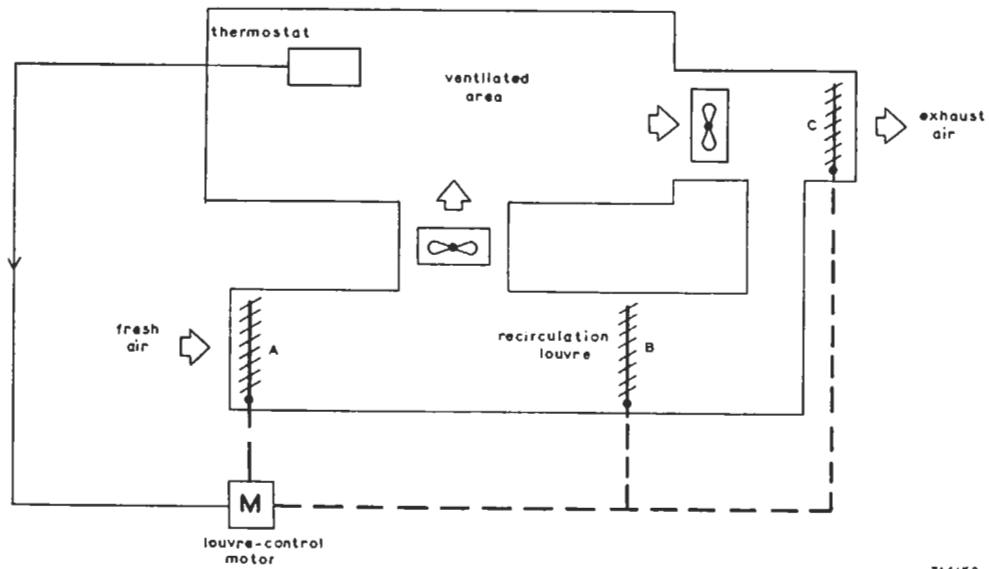 thermostat
ventilated
area
C
exhaust
air
fresh
air
A
recirculation
louvre
B
M
louvre-control
motor